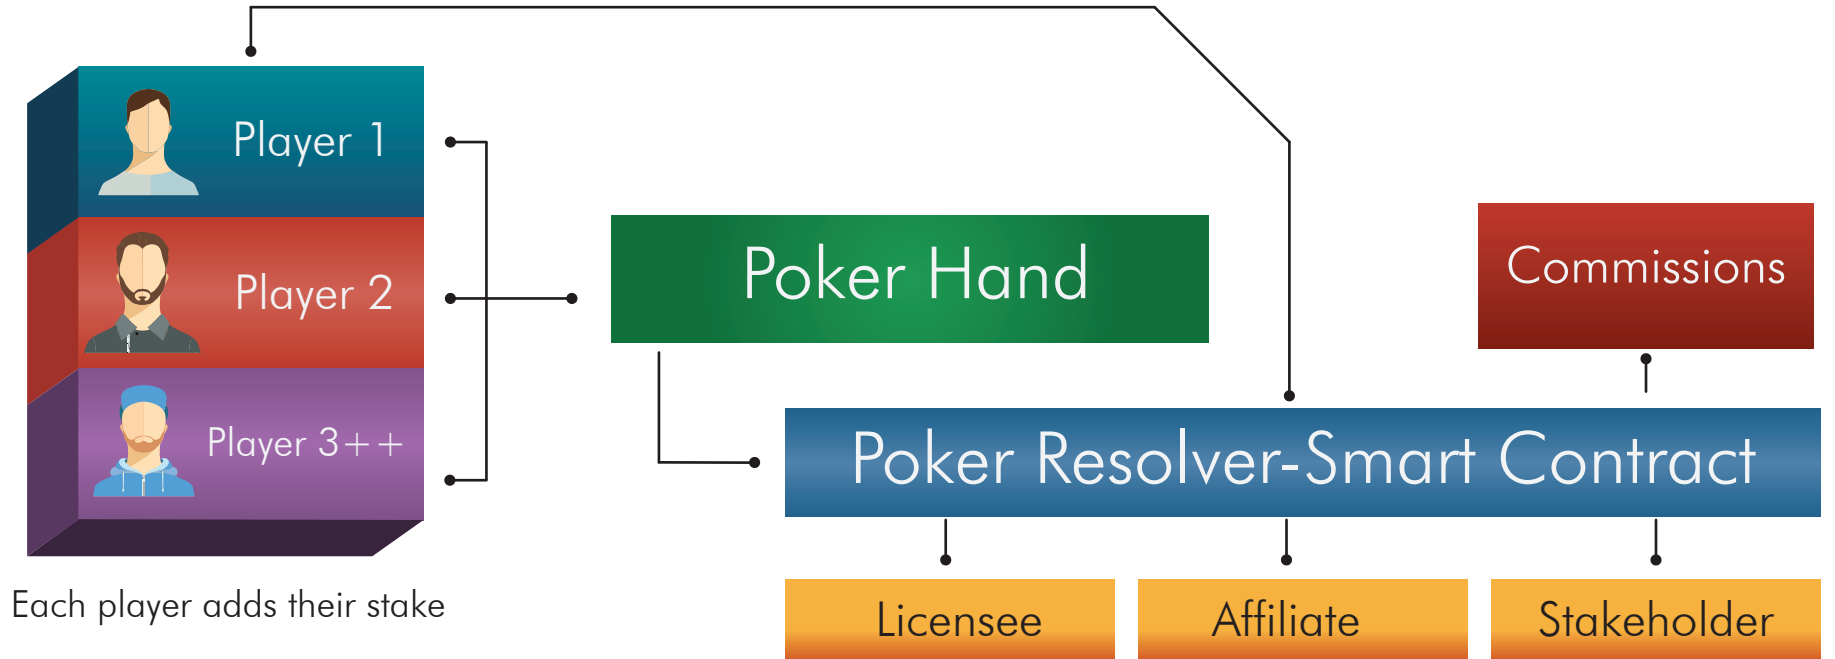 Player 1
Player 2
Player 3++
Each player adds their stake
Poker Hand
Commissions
Poker Resolver-Smart Contract
Licensee
Affiliate
Stakeholder